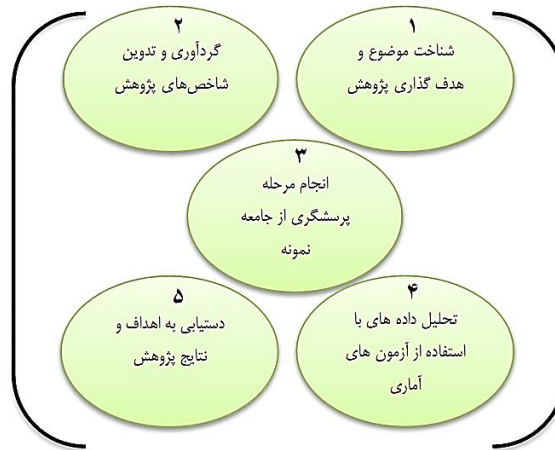 ۱
شناخت موضوع و
هدف گذاری پژوهش
۲
گردآوری و تدوین
شاخص‌های پژوهش
۳
انجام مرحله
پرسشگری از جامعه
نمونه
۴
تحلیل داده های با
استفاده از آزمون های
آماری
۵
دستیابی به اهداف و
نتایج پژوهش